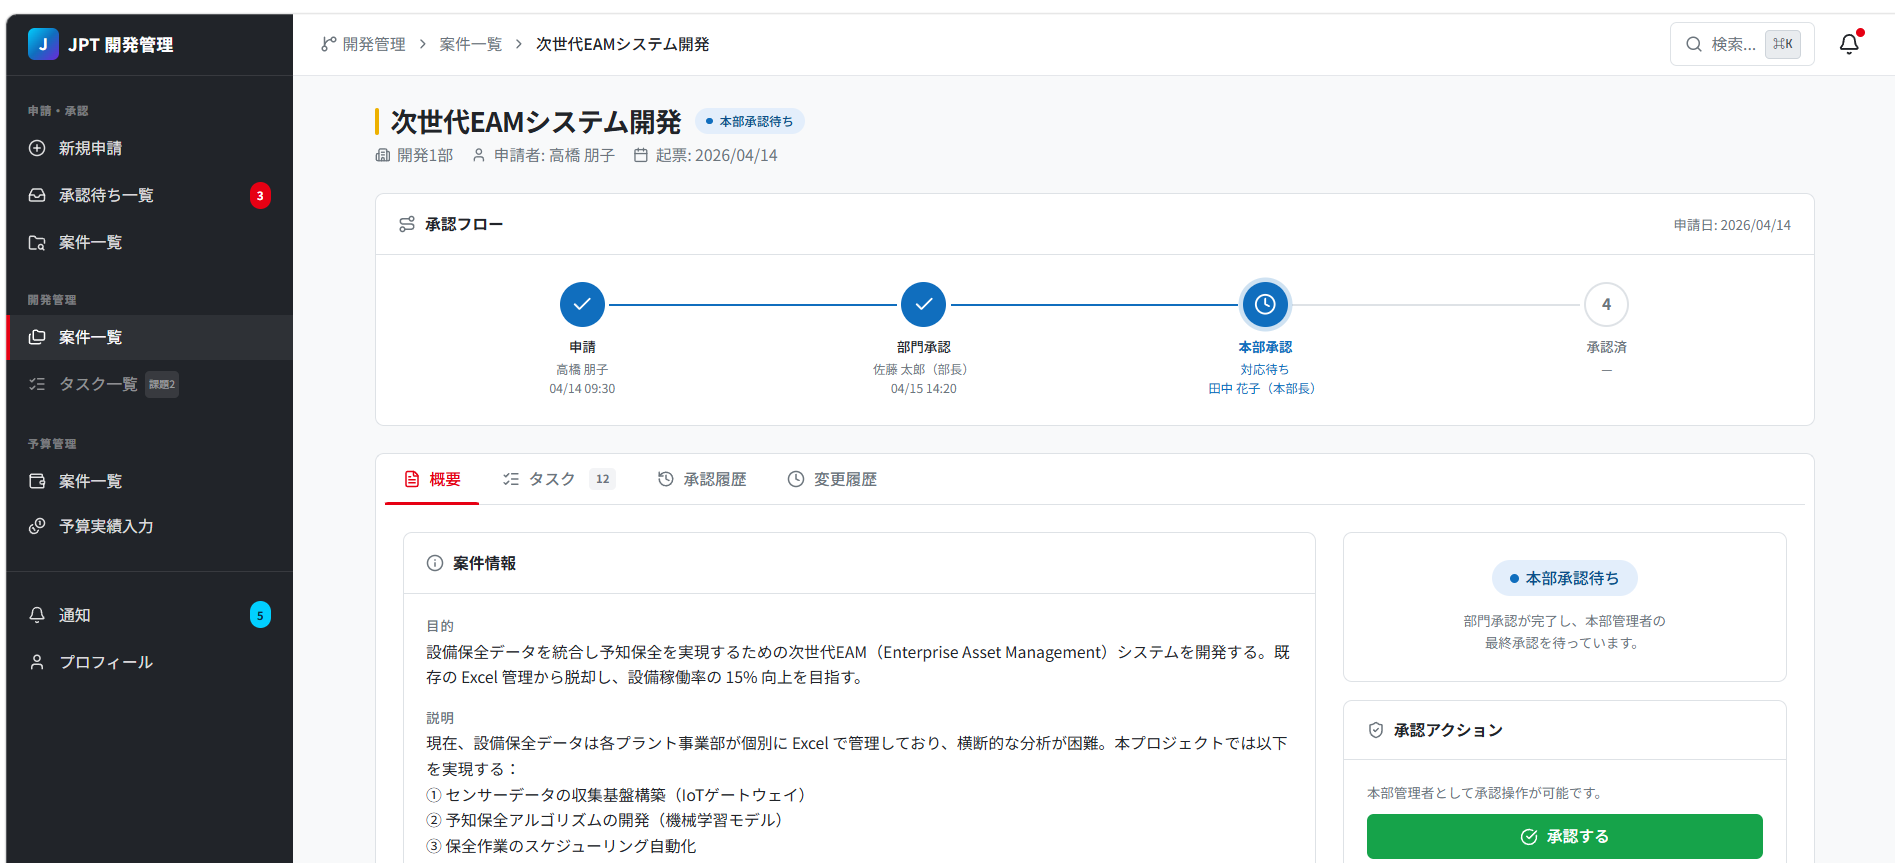 J JPT 開発管理
申請・承認
新規申請
承認待ち一覧 3
案件一覧
開発管理
案件一覧
タスク一覧 課題2
予算管理
案件一覧
予算実績入力
通知 5
プロフィール
開発管理 > 案件一覧 > 次世代EAMシステム開発
検索... ⌘K
次世代EAMシステム開発 本部承認待ち
開発1部 申請者: 高橋 朋子 起票: 2026/04/14
承認フロー 申請日: 2026/04/14
4
申請 部門承認 本部承認 承認済
高橋 朋子 佐藤 太郎（部長） 対応待ち —
04/14 09:30 04/15 14:20 田中 花子（本部長）
概要 タスク 12 承認履歴 変更履歴
案件情報
目的
設備保全データを統合し予知保全を実現するための次世代EAM（Enterprise Asset Management）システムを開発する。既
存の Excel 管理から脱却し、設備稼働率の 15% 向上を目指す。
説明
現在、設備保全データは各プラント事業部が個別に Excel で管理しており、横断的な分析が困難。本プロジェクトでは以下
を実現する：
① センサーデータの収集基盤構築（IoTゲートウェイ）
② 予知保全アルゴリズムの開発（機械学習モデル）
③ 保全作業のスケジューリング自動化
本部承認待ち
部門承認が完了し、本部管理者の
最終承認を待っています。
承認アクション
本部管理者として承認操作が可能です。
承認する